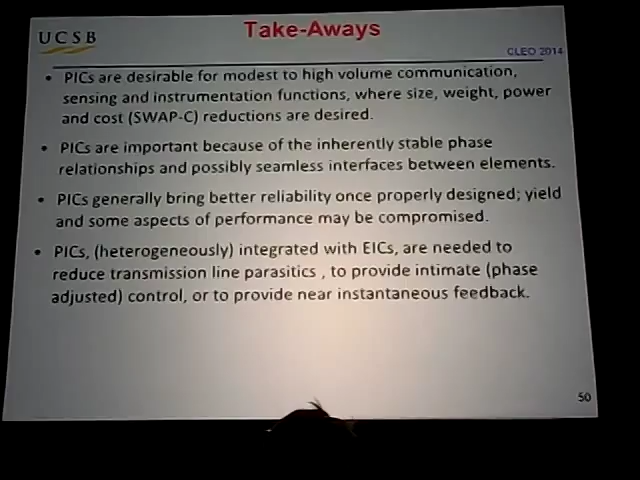 UCSB
Take-Aways
CLEO 2014
• PICs are desirable for modest to high volume communication,
sensing and instrumentation functions, where size, weight, power
and cost (SWAP-C) reductions are desired.
• PICs are important because of the inherently stable phase
relationships and possibly seamless interfaces between elements.
• PICs generally bring better reliability once properly designed; yield
and some aspects of performance may be compromised.
• PICs, (heterogeneously) integrated with EICs, are needed to
reduce transmission line parasitics , to provide intimate (phase
adjusted) control, or to provide near instantaneous feedback.
50